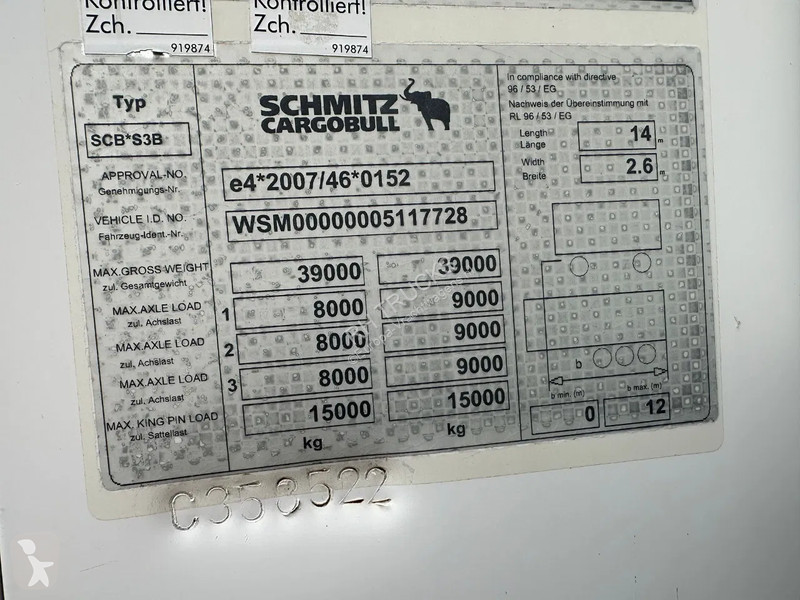 Kontrolliert! Kontrolliert!
Zch. Zch.
919874 919874
Typ
SCB*S3B
SCHMITZ
CARGOBULL
In compliance with directive
96 / 53 / EG
Nachweis der Übereinstimmung mit
RL 96 / 53 / EG
Length 14 m
Länge
Width 2.6 m
Breite
APPROVAL-NO. e4*2007/46*0152
Genehmigungs-Nr.
VEHICLE I.D. NO. WSM00000005117728
Fahrzeug-Ident.-Nr.
MAX.GROSS WEIGHT 39000 39000
zul. Gesamtgewicht
MAX.AXLE LOAD 1 8000 9000
zul. Achslast
MAX.AXLE LOAD 2 8000 9000
zul. Achslast
MAX.AXLE LOAD 3 8000 9000
zul. Achslast
MAX. KING PIN LOAD 15000 15000
zul. Sattellast
kg kg
b
b min. (m) b max. (m)
0 12
C358522